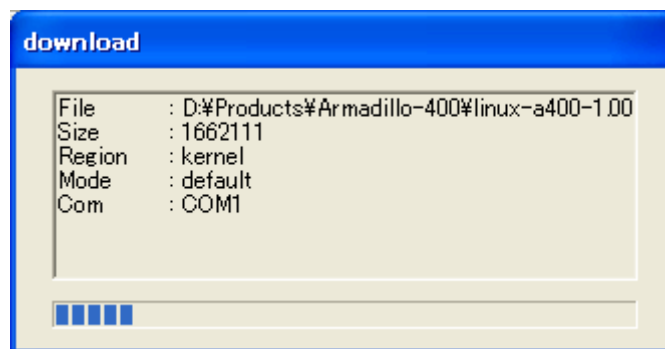 download
File : D:¥Products¥Armadillo-400¥linux-a400-1.00
Size : 1662111
Region : kernel
Mode : default
Com : COM1